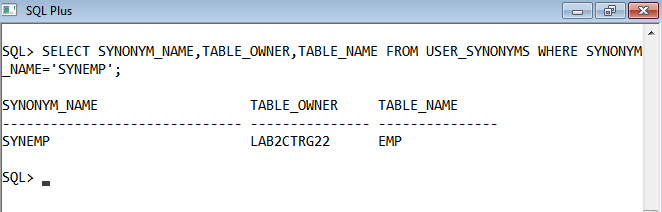 SQL Plus
SQL> SELECT SYNONYM_NAME,TABLE_OWNER,TABLE_NAME FROM USER_SYNONYMS WHERE SYNONYM
_NAME='SYNEMP';
SYNONYM_NAME TABLE_OWNER TABLE_NAME
------------------------------ --------------- ---------------
SYNEMP LAB2CTRG22 EMP
SQL>